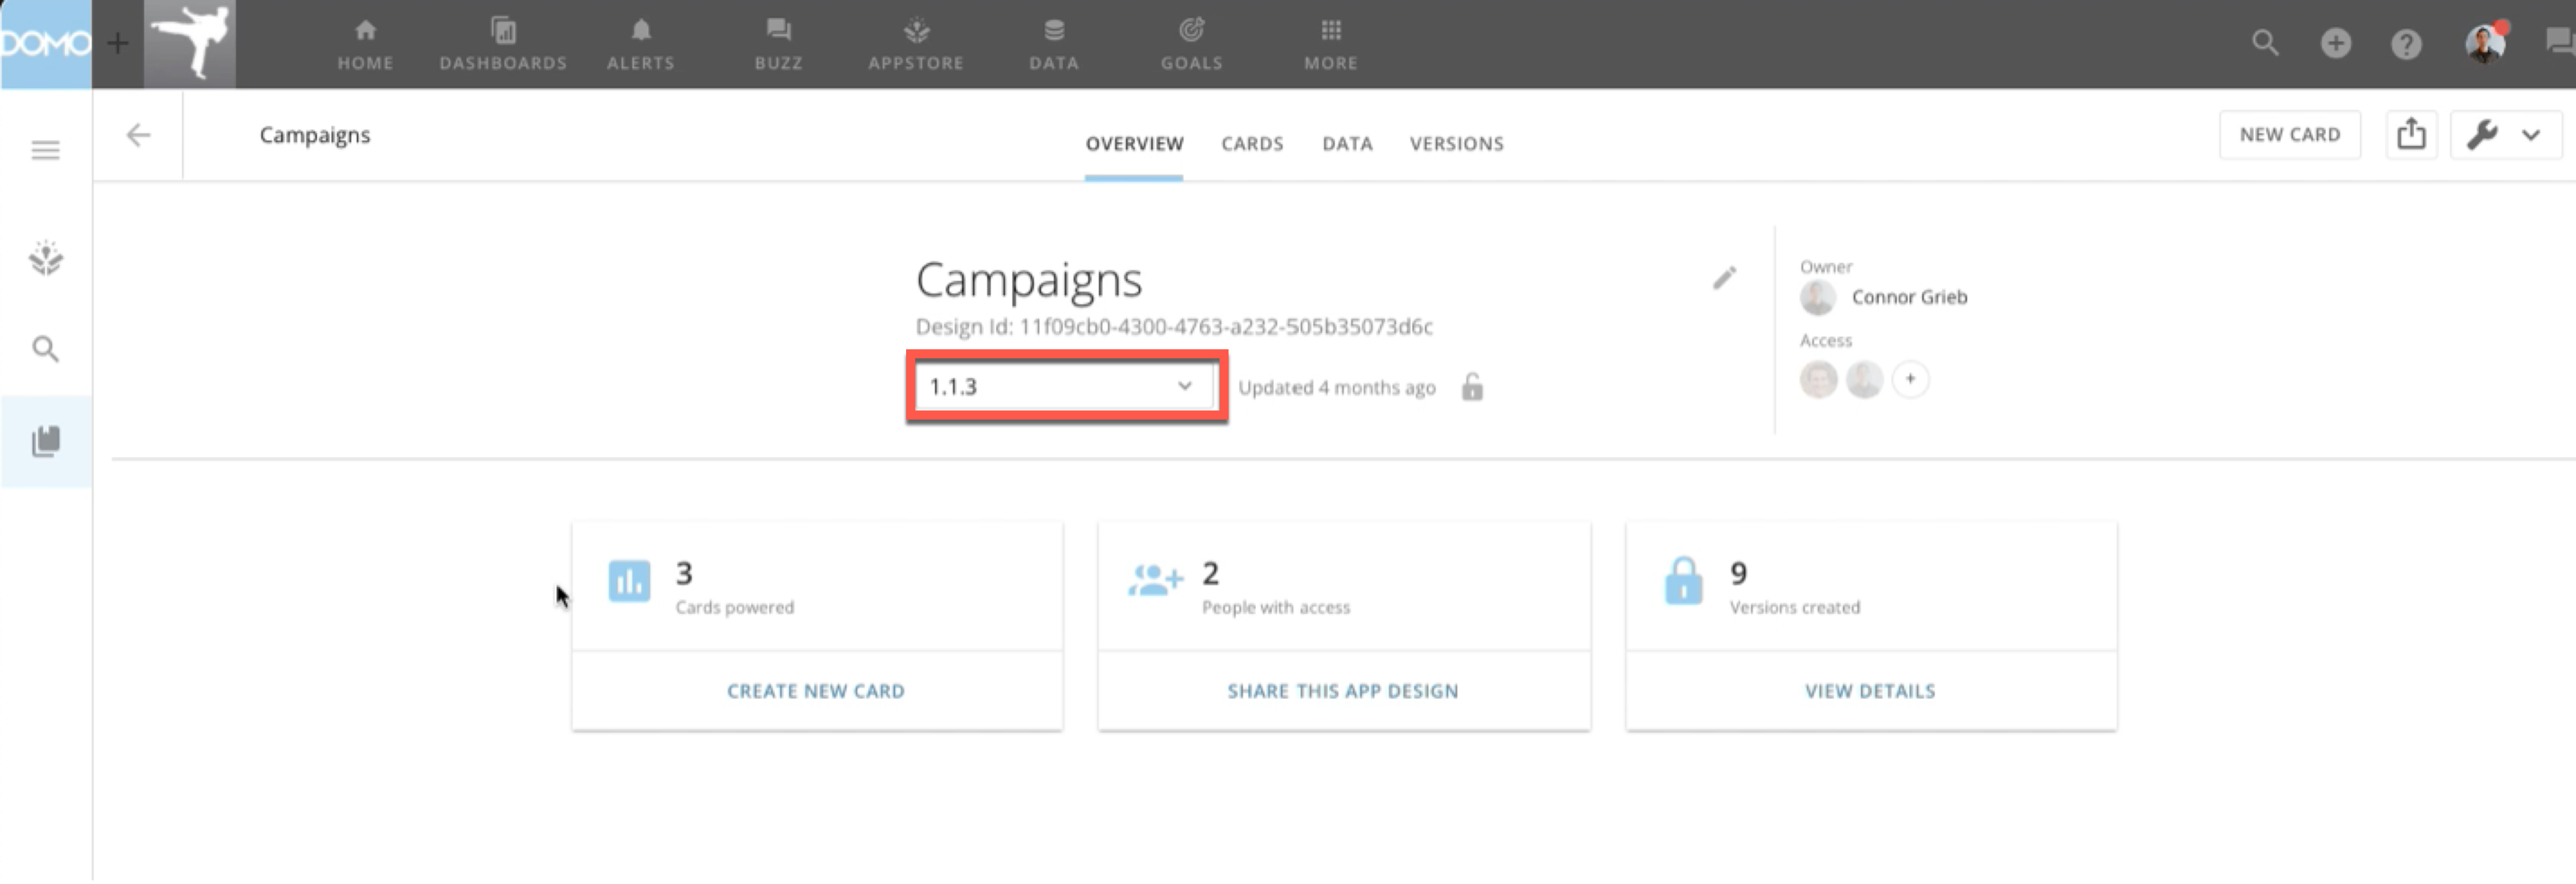 DOMO
HOME DASHBOARDS ALERTS BUZZ APPSTORE DATA GOALS MORE
Campaigns
OVERVIEW CARDS DATA VERSIONS
NEW CARD
Campaigns
Design Id: 11f09cb0-4300-4763-a232-505b35073d6c
1.1.3
Updated 4 months ago
Owner
Connor Grieb
Access
3
Cards powered
CREATE NEW CARD
2
People with access
SHARE THIS APP DESIGN
9
Versions created
VIEW DETAILS